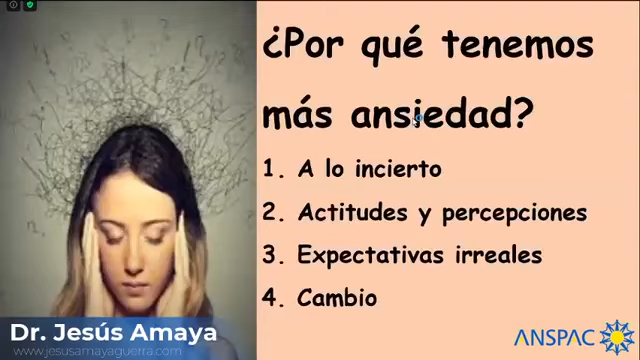 ¿Por qué tenemos
más ansiedad?
1. A lo incierto
2. Actitudes y percepciones
3. Expectativas irreales
4. Cambio
Dr. Jesús Amaya
www.jesusamayaguerra.com
ANSPAC